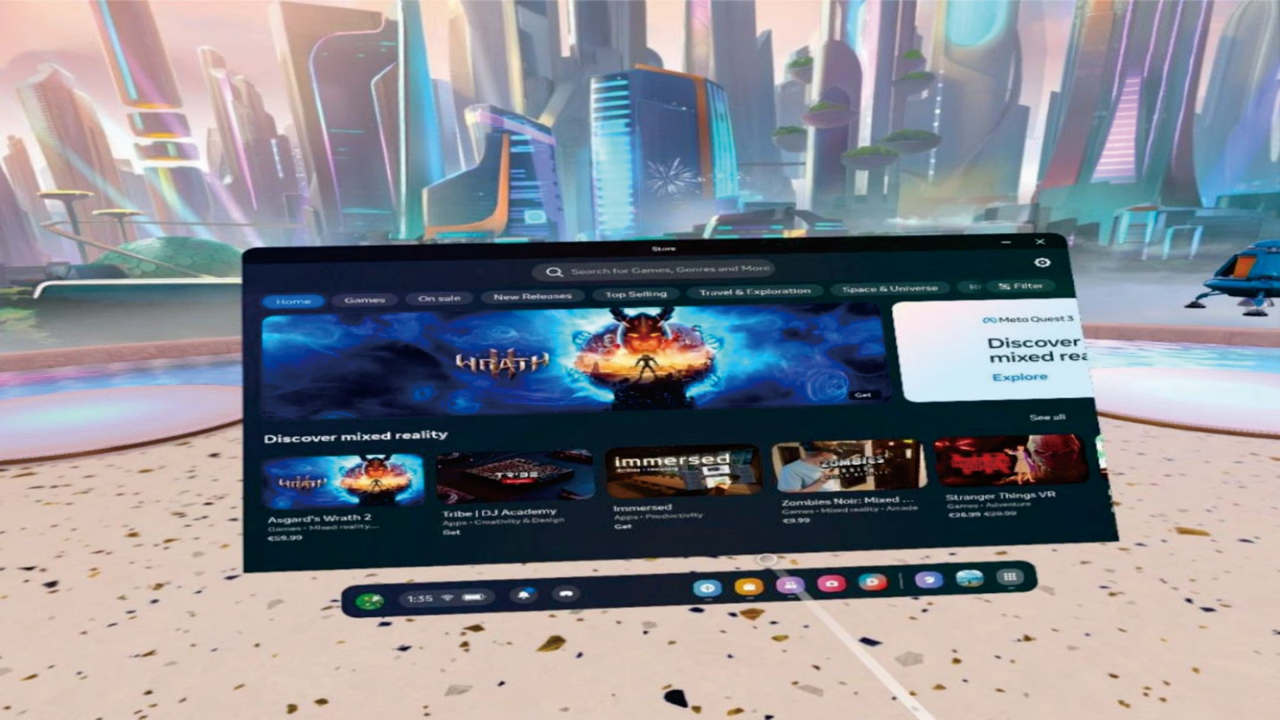 Store
Search for Games, Genres and More
Home
Games
On sale
New Releases
Top Selling
Travel & Exploration
Space & Universe
Filter
WRATH
Get
Meta Quest 3
Discover
mixed rea
Explore
Discover mixed reality
See all
WRATH
TRIBE
immersed
ZOMBIES
Asgard's Wrath 2
Games • Mixed reality...
€59.99
Tribe | DJ Academy
Apps • Creativity & Design
Get
Immersed
Apps • Productivity
Get
Zombies Noir: Mixed ...
Games • Mixed reality • Arcade
€9.99
Stranger Things VR
Games • Adventure
€29.99
1:35